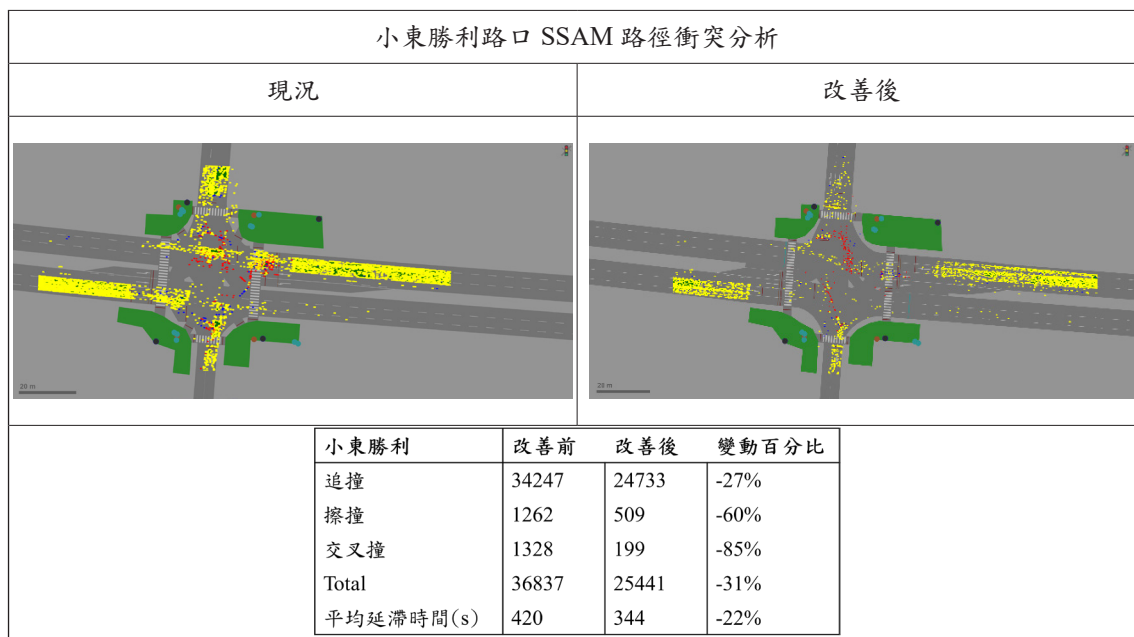 小東勝利路口 SSAM 路徑衝突分析
現況 改善後
20 m 20 m
小東勝利 改善前 改善後 變動百分比
追撞 34247 24733 -27%
擦撞 1262 509 -60%
交叉撞 1328 199 -85%
Total 36837 25441 -31%
平均延滯時間(s) 420 344 -22%